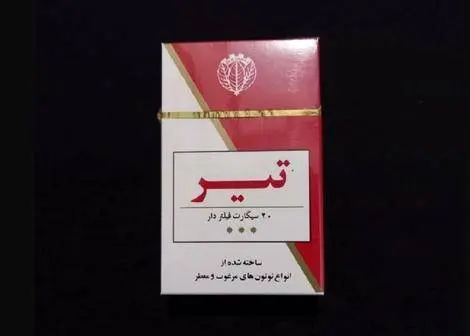 تیر
۲۰ سیگارت فیلتر دار
ساخته شده از
انواع توتون های مرغوب و معطر